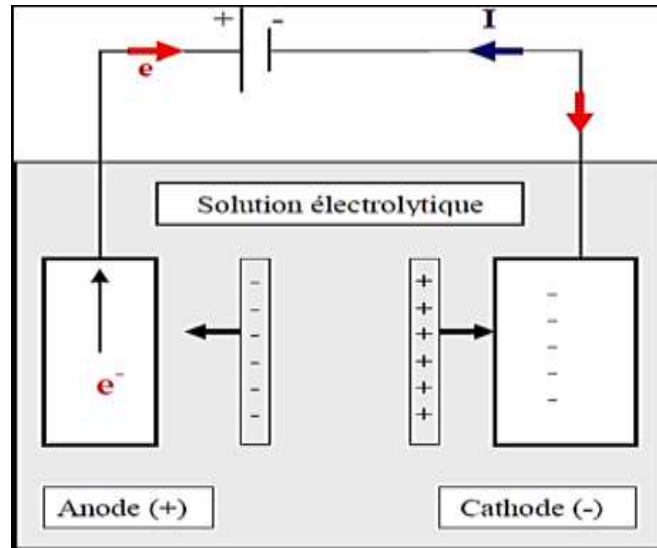 + -
I
e
Solution électrolytique
- +
- +
- + -
- + -
- + -
- + -
e⁻ -
Anode (+)
Cathode (-)